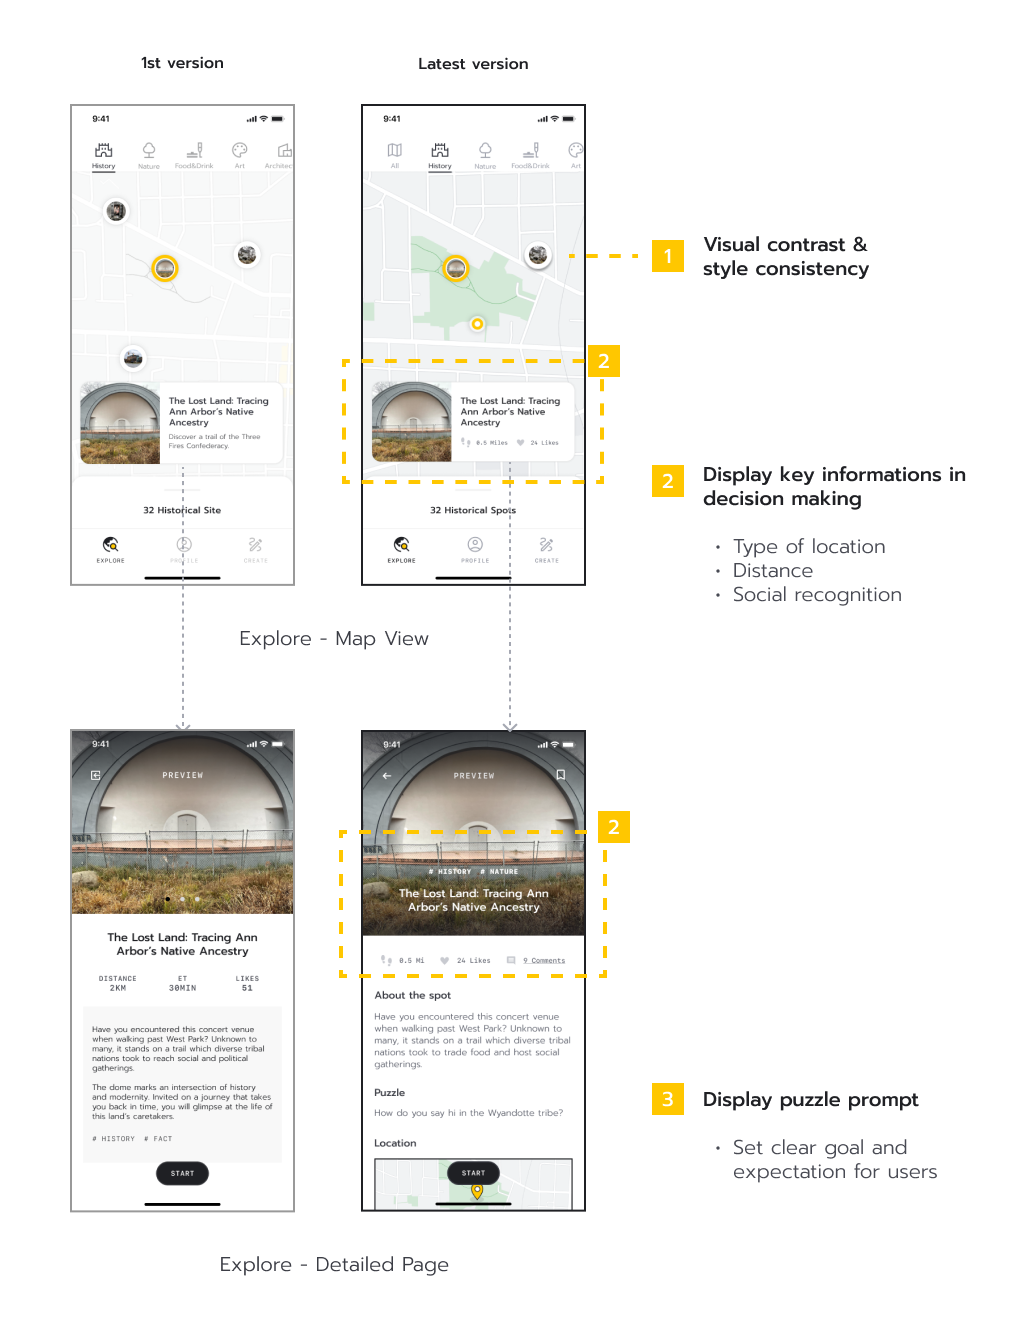 1st version
Latest version
9:41
History
Nature
Food&Drink
Art
Architec
The Lost Land: Tracing
Ann Arbor's Native
Ancestry
Discover a trail of the Three
Fires Confederacy.
32 Historical Site
EXPLORE
PROFILE
CREATE
9:41
All
History
Nature
Food&Drink
Art
2
The Lost Land: Tracing
Ann Arbor's Native
Ancestry
0.5 Miles
24 Likes
32 Historical Spots
EXPLORE
PROFILE
CREATE
1
Visual contrast &
style consistency
2
Display key informations in
decision making
• Type of location
• Distance
• Social recognition
Explore - Map View
9:41
PREVIEW
The Lost Land: Tracing Ann
Arbor's Native Ancestry
DISTANCE
2KM
ET
30MIN
LIKES
51
Have you encountered this concert venue
when walking past West Park? Unknown to
many, it stands on a trail which diverse tribal
nations took to reach social and political
gatherings.
The dome marks an intersection of history
and modernity. Invited on a journey that takes
you back in time, you will glimpse at the life of
this land's caretakers.
# HISTORY # FACT
START
9:41
PREVIEW
2
# HISTORY # NATURE
The Lost Land: Tracing Ann
Arbor's Native Ancestry
0.5 Mi
24 Likes
9 Comments
About the spot
Have you encountered this concert venue
when walking past West Park? Unknown to
many, it stands on a trail which diverse tribal
nations took to trade food and host social
gatherings.
Puzzle
How do you say hi in the Wyandotte tribe?
Location
START
3
Display puzzle prompt
• Set clear goal and
expectation for users
Explore - Detailed Page